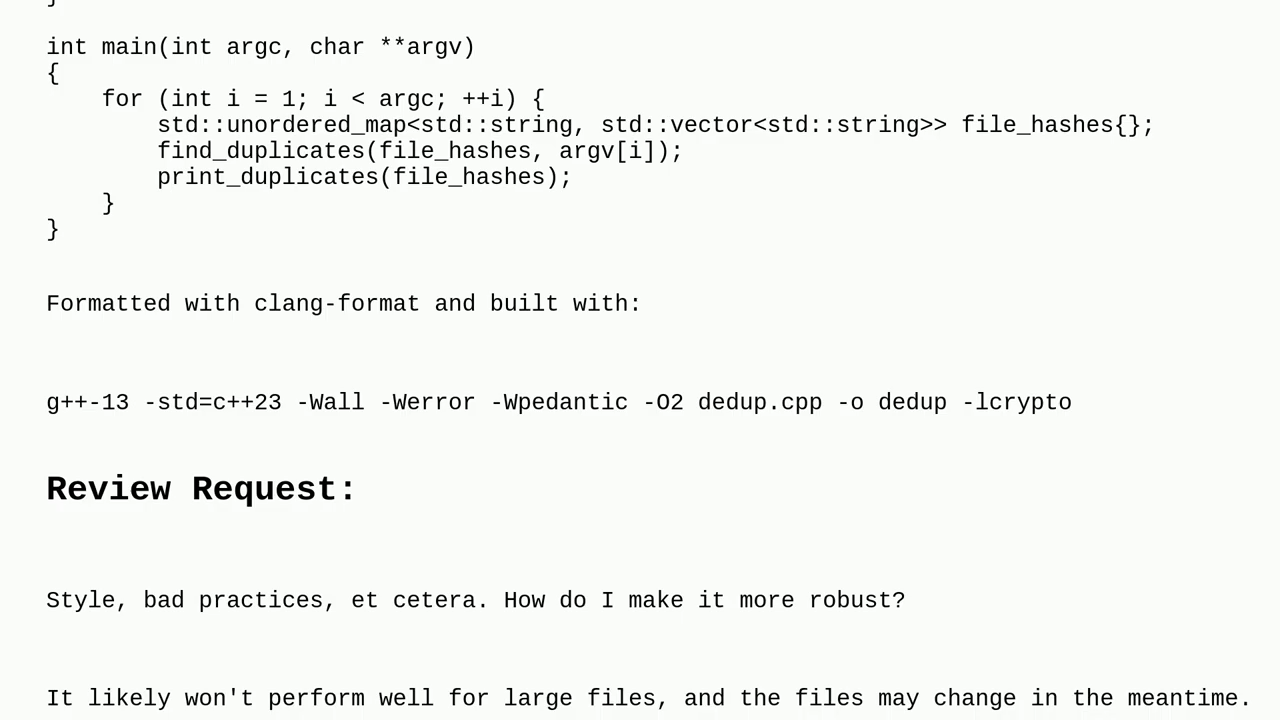 }
int main(int argc, char **argv)
{
    for (int i = 1; i < argc; ++i) {
        std::unordered_map<std::string, std::vector<std::string>> file_hashes{};
        find_duplicates(file_hashes, argv[i]);
        print_duplicates(file_hashes);
    }
}
Formatted with clang-format and built with:
g++-13 -std=c++23 -Wall -Werror -Wpedantic -O2 dedup.cpp -o dedup -lcrypto
Review Request:
Style, bad practices, et cetera. How do I make it more robust?
It likely won't perform well for large files, and the files may change in the meantime.